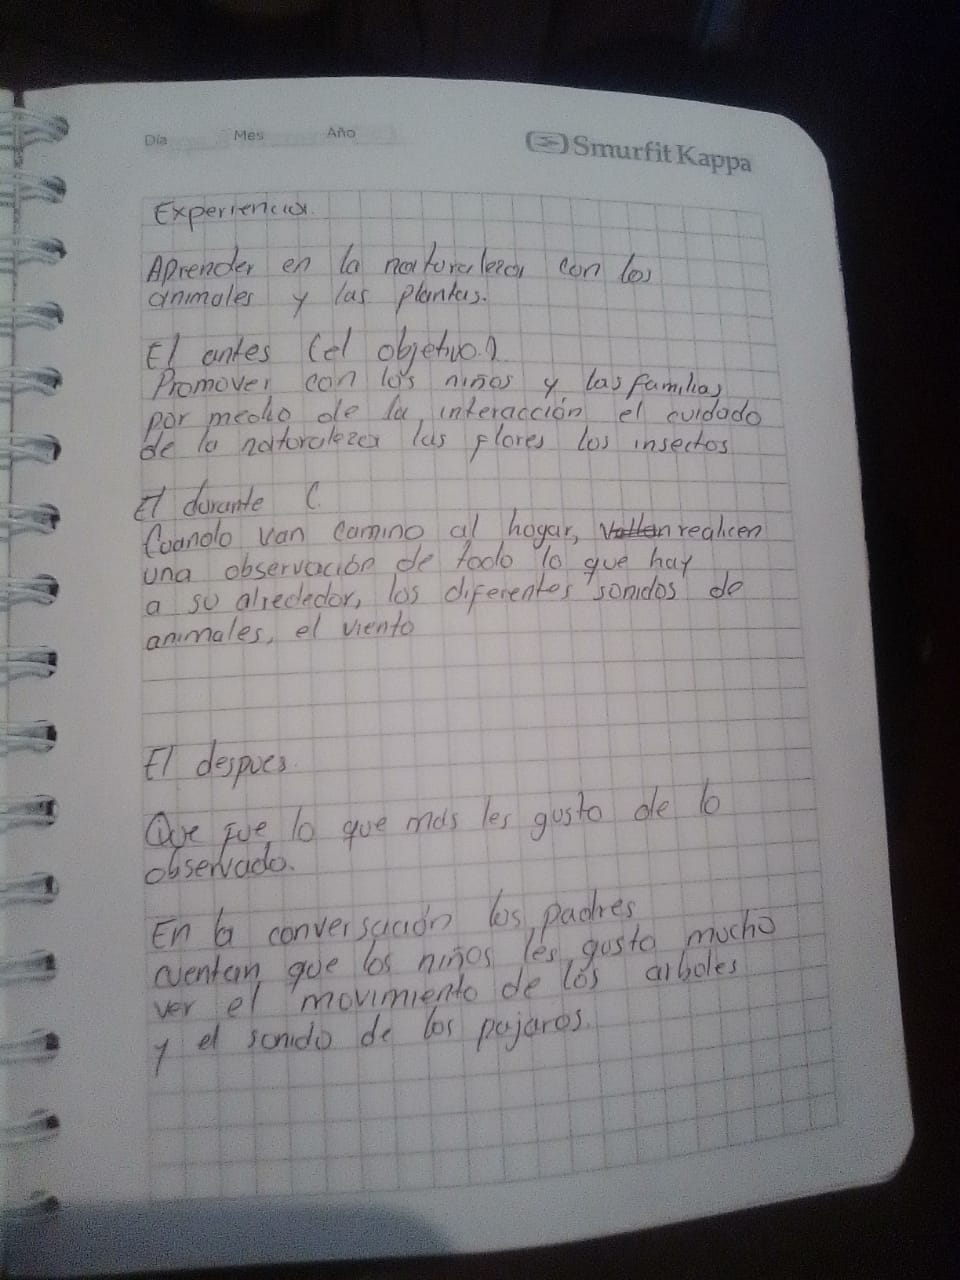 Día Mes Año
Smurfit Kappa
Experiencia.
Aprender en la naturaleza con los
animales y las plantas.
El antes (el objetivo.)
Promover con los niños y las familias
por medio de la interacción el cuidado
de la naturaleza las flores los insectos
El durante (.
Cuando van camino al hogar, realicen
una observación de todo lo que hay
a su alrededor, los diferentes sonidos de
animales, el viento
El despues.
Que fue lo que más les gusto de lo
observado.
En la conversación los padres
cuentan que los niños les gusto mucho
ver el movimiento de los arboles
y el sonido de los pajaros.